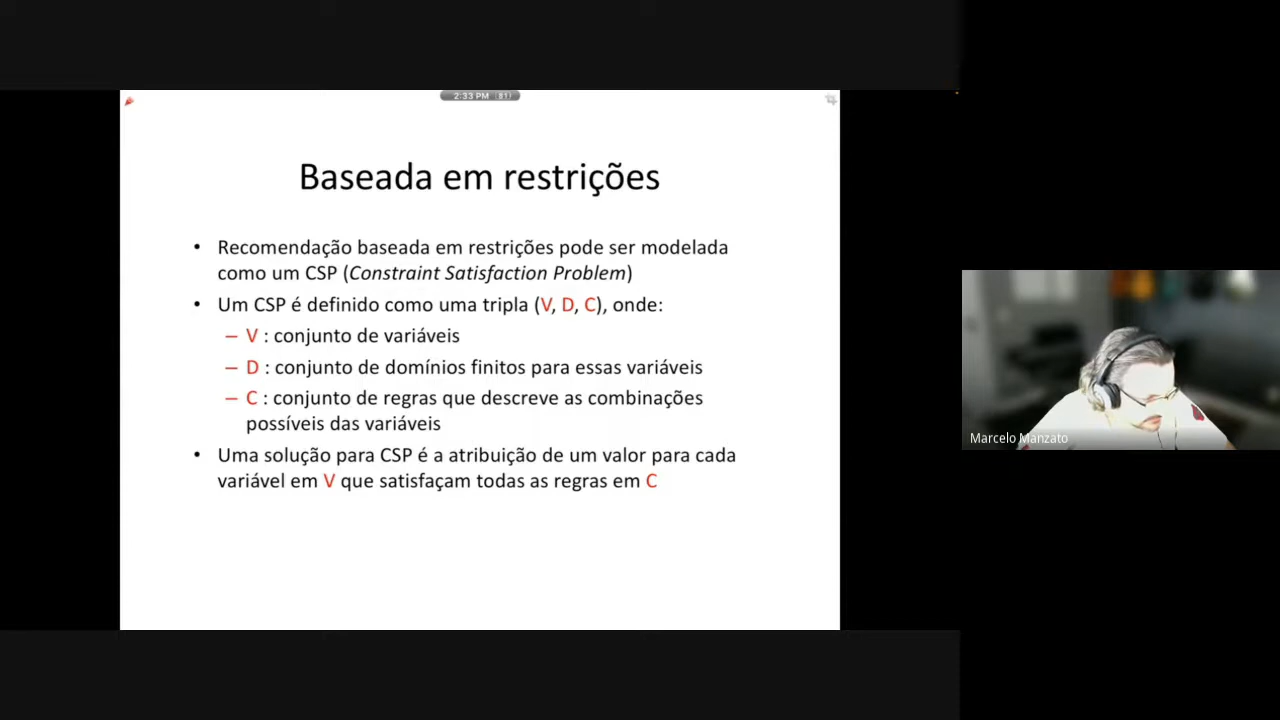 2:33 PM
Baseada em restrições
• Recomendação baseada em restrições pode ser modelada
como um CSP (Constraint Satisfaction Problem)
• Um CSP é definido como uma tripla (V, D, C), onde:
– V : conjunto de variáveis
– D : conjunto de domínios finitos para essas variáveis
– C : conjunto de regras que descreve as combinações
possíveis das variáveis
• Uma solução para CSP é a atribuição de um valor para cada
variável em V que satisfaçam todas as regras em C
Marcelo Manzato